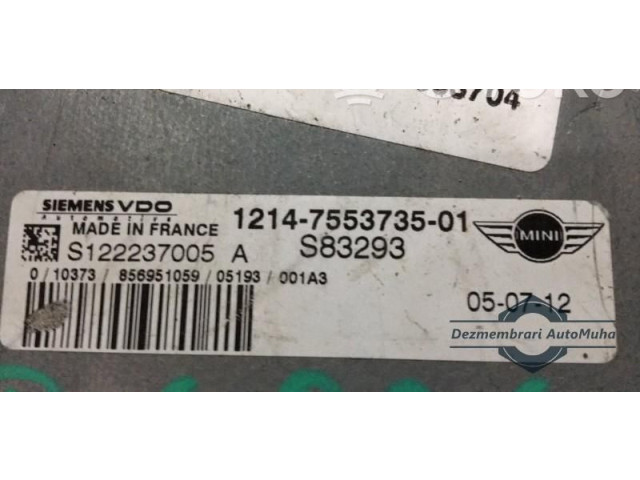 SIEMENS VDO
Automotive
MADE IN FRANCE
1214-7553735-01
MINI
S122237005 A
S83293
0/10373/856951059/05193/001A3
05-07-12
Dezmembrari AutoMuha